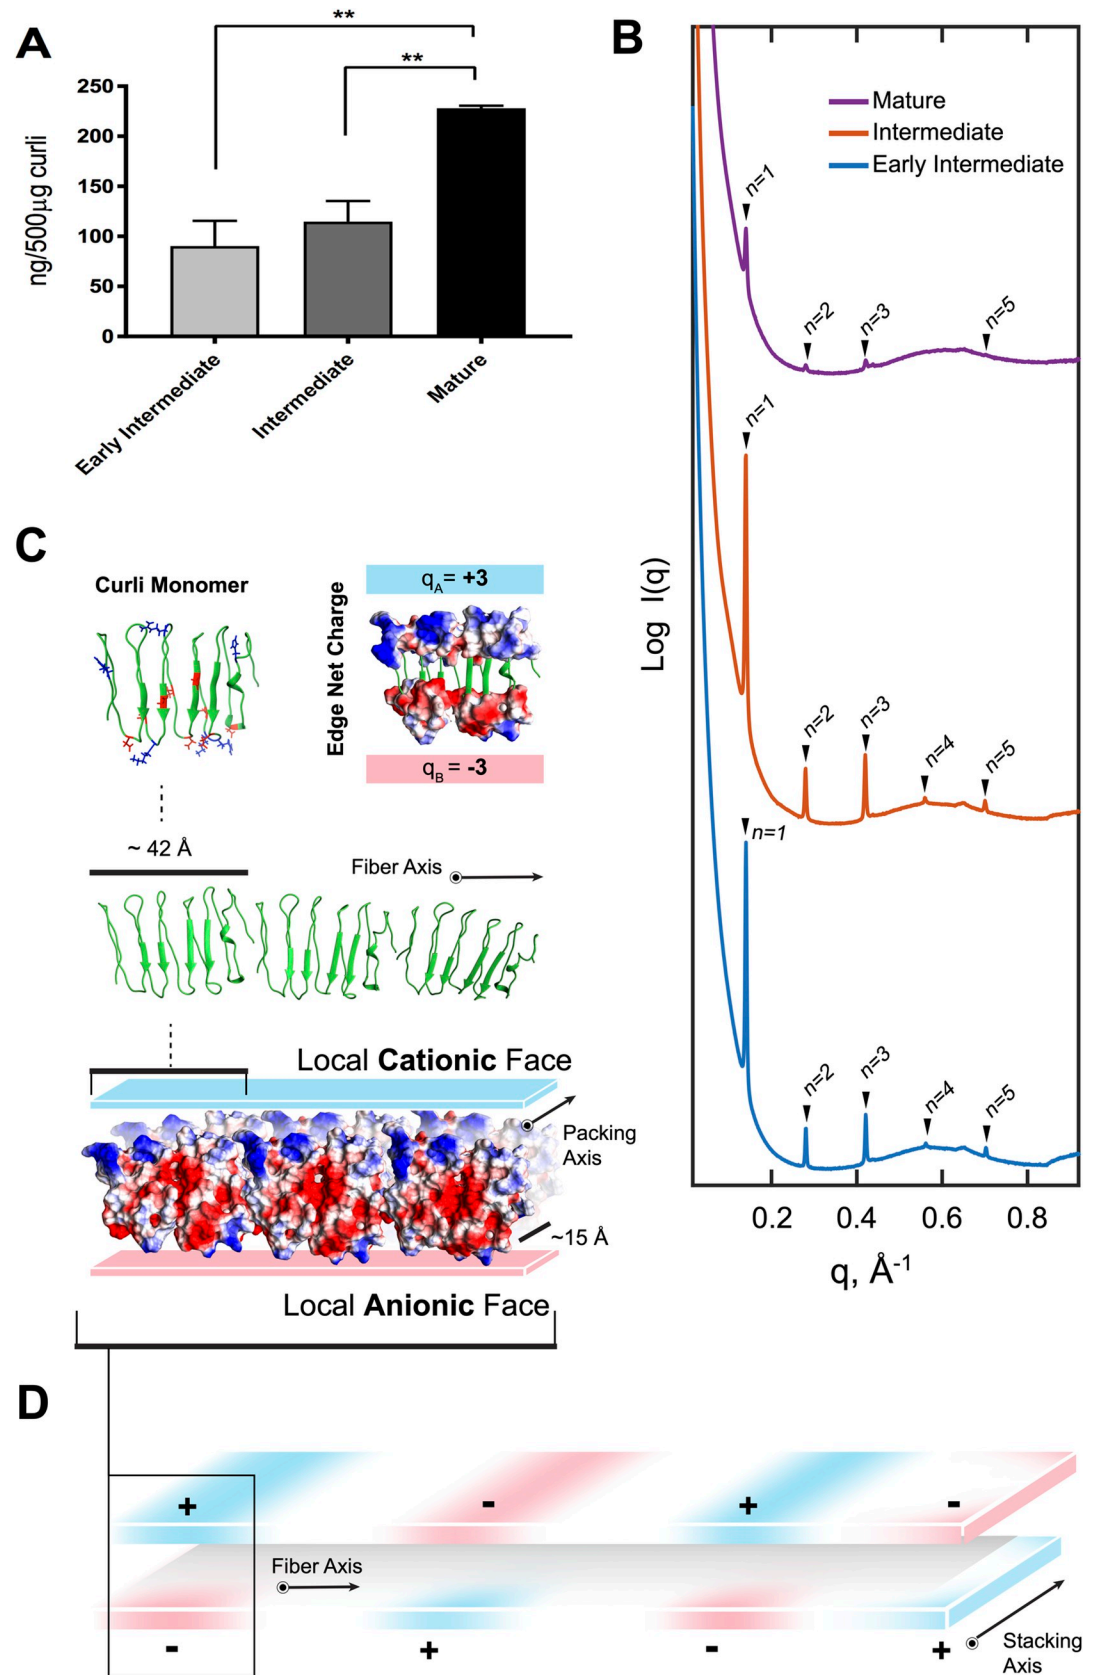 A
**
**
250
200
150
100
50
0
ng/500μg curli
Early Intermediate
Intermediate
Mature
B
Mature
Intermediate
Early Intermediate
n=1
n=2
n=3
n=5
n=1
n=2
n=3
n=4
n=5
n=1
n=2
n=3
n=4
n=5
Log I(q)
0.2 0.4 0.6 0.8
q, Å-1
C
Curli Monomer
Edge Net Charge
qA= +3
qB= -3
~ 42 Å
Fiber Axis
Local Cationic Face
Packing
Axis
~15 Å
Local Anionic Face
D
+ - + -
Fiber Axis
- + - +
Stacking
Axis